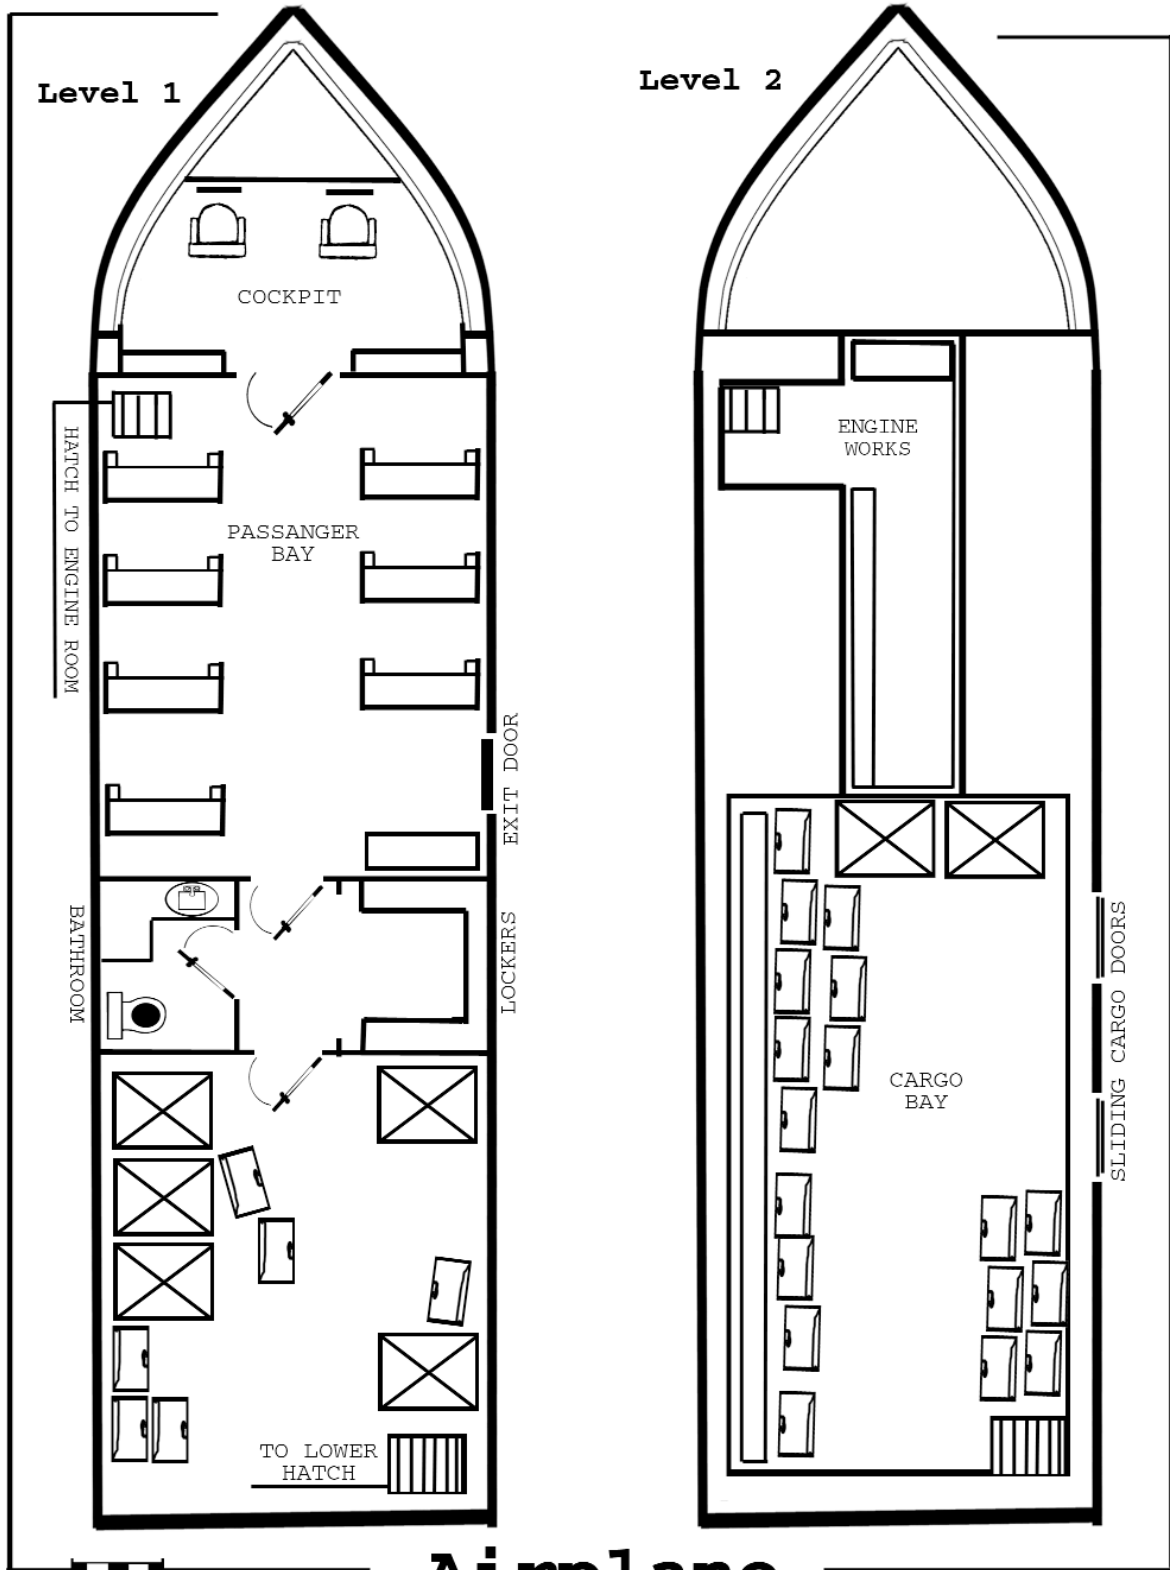 Level 1
Level 2
COCKPIT
HATCH TO ENGINE ROOM
ENGINE
WORKS
PASSANGER
BAY
EXIT DOOR
BATHROOM
LOCKERS
SLIDING CARGO DOORS
CARGO
BAY
TO LOWER
HATCH
Airplane